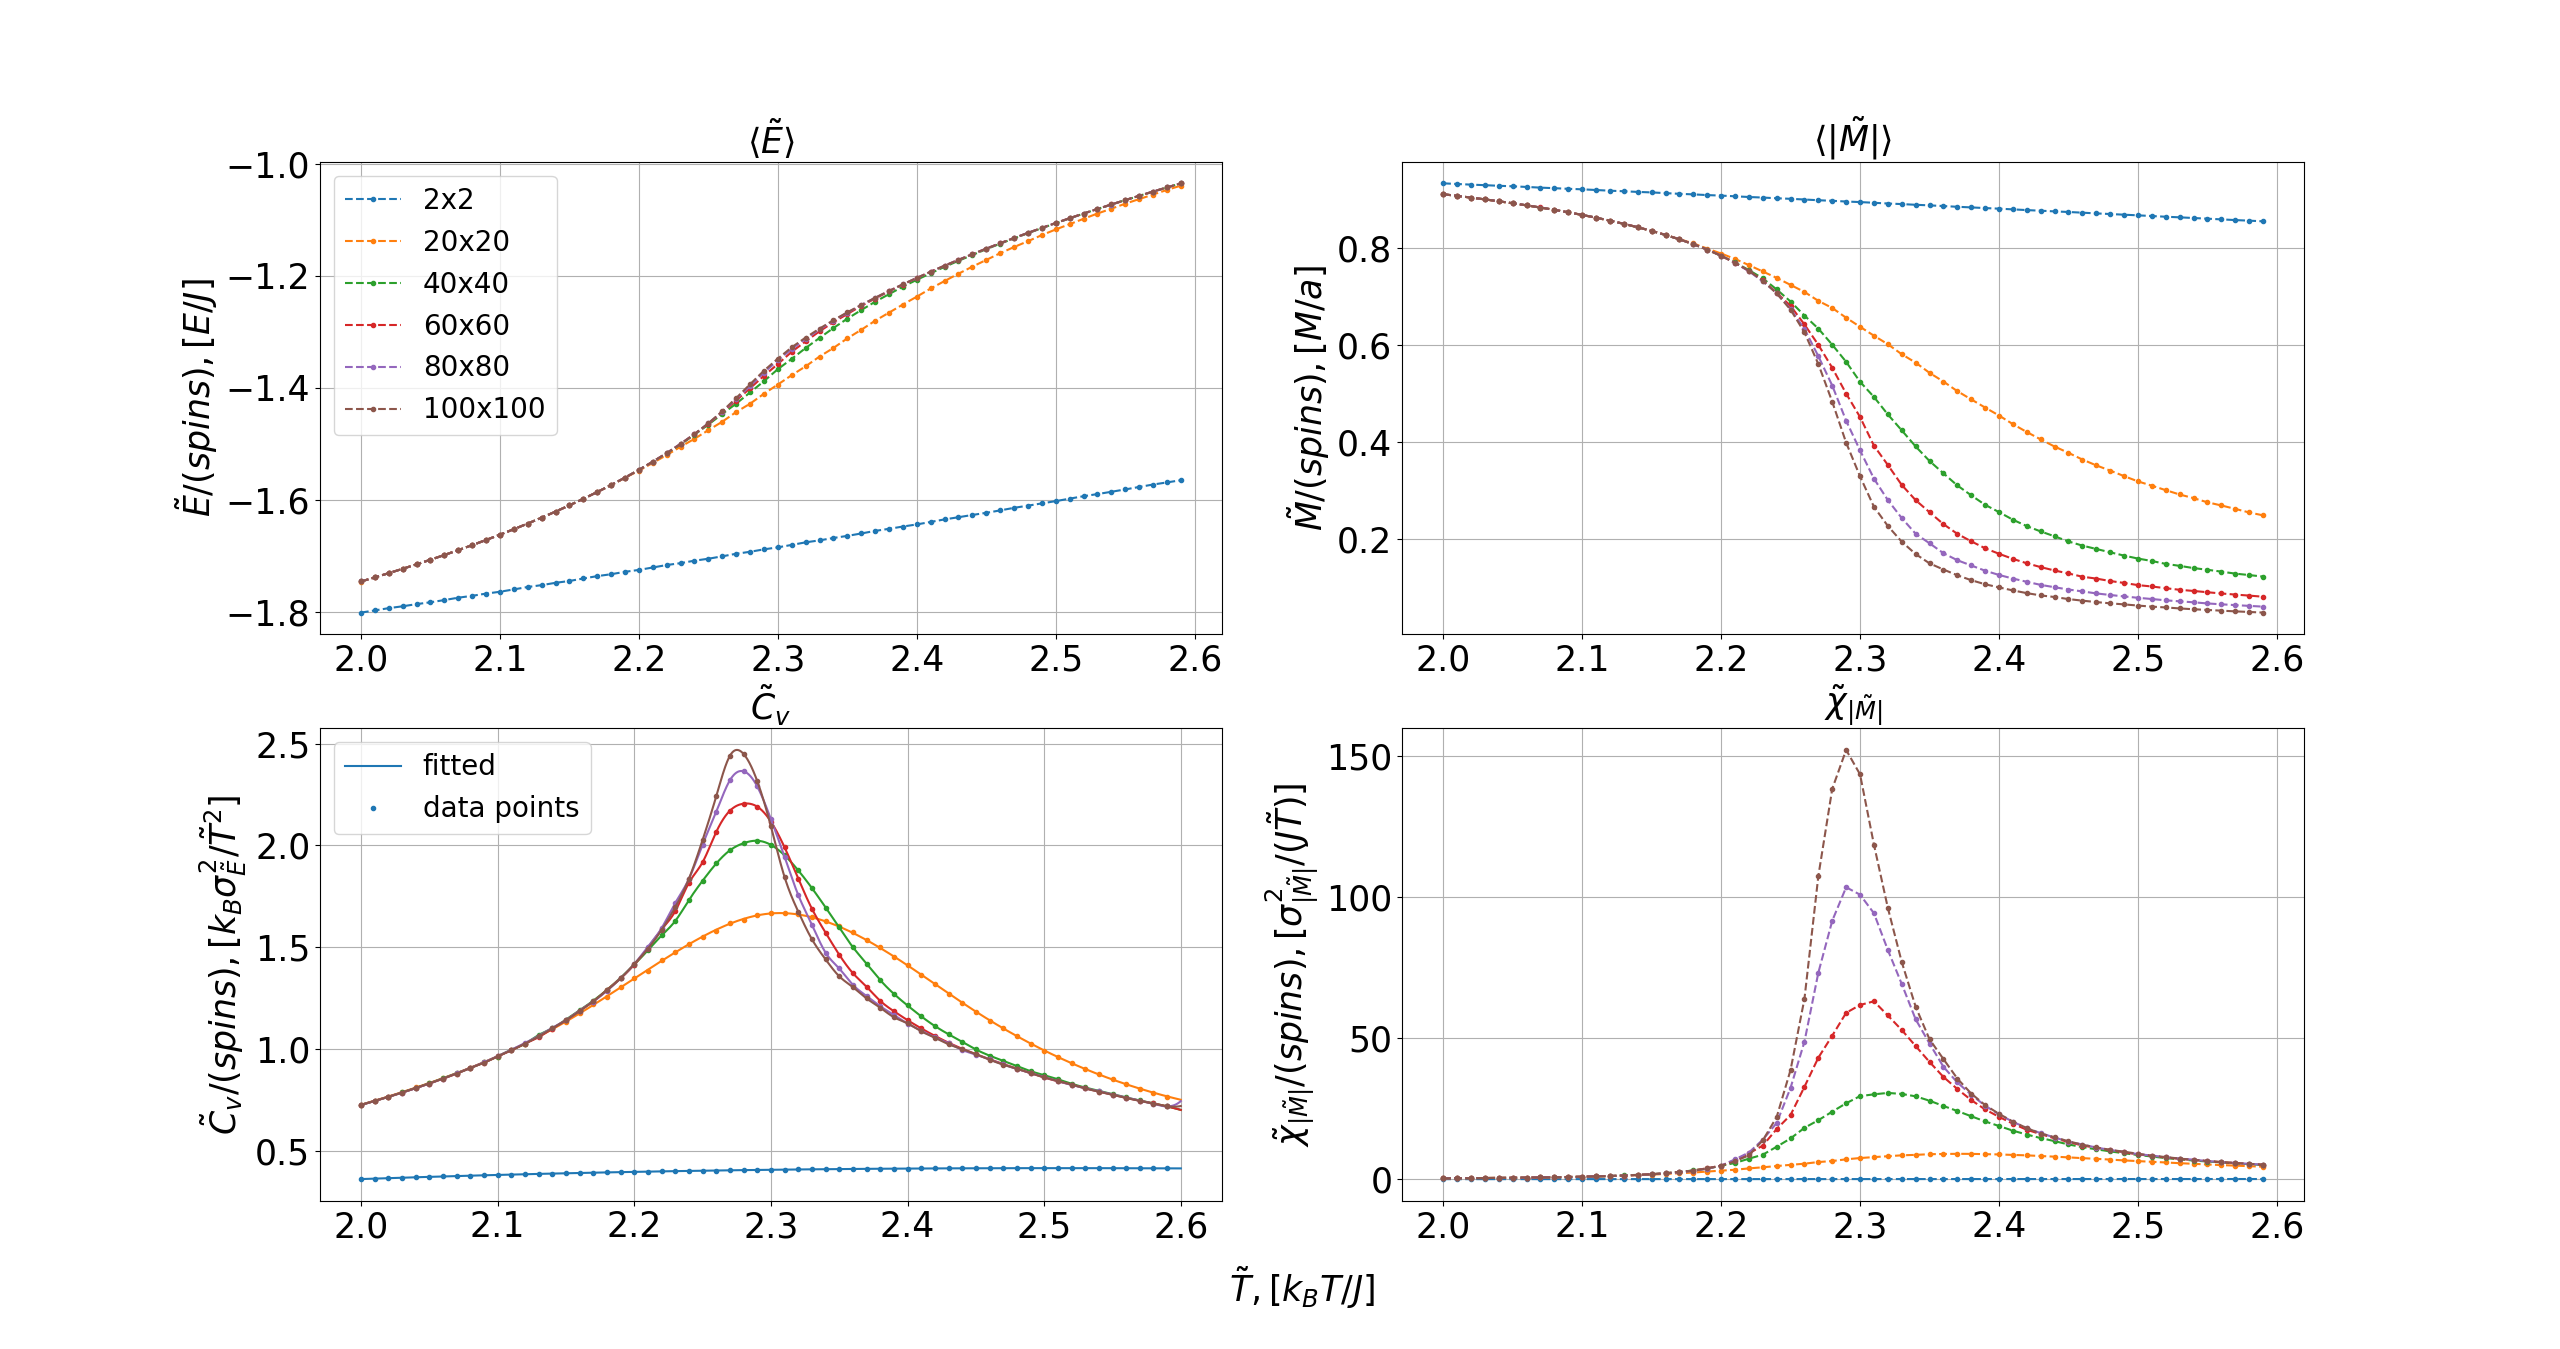 ⟨Ẽ⟩
Ẽ/(spins), [E/J]
−1.0
−1.2
−1.4
−1.6
−1.8
2x2
20x20
40x40
60x60
80x80
100x100
2.0 2.1 2.2 2.3 2.4 2.5 2.6
⟨|M̃|⟩
M̃/(spins), [M/a]
0.8
0.6
0.4
0.2
2.0 2.1 2.2 2.3 2.4 2.5 2.6
C̃_v
C̃_v/(spins), [k_Bσ²_Ẽ/T̃²]
2.5
2.0
1.5
1.0
0.5
fitted
data points
2.0 2.1 2.2 2.3 2.4 2.5 2.6
χ̃_|M̃|
χ̃_|M̃|/(spins), [σ²_|M̃|/(JT̃)]
150
100
50
0
2.0 2.1 2.2 2.3 2.4 2.5 2.6
T̃, [k_BT/J]